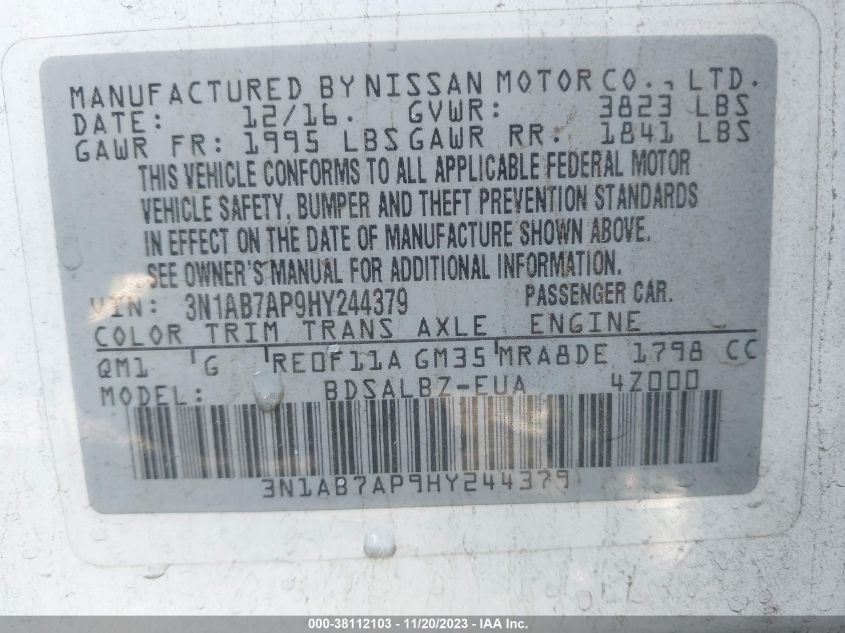 MANUFACTURED BY NISSAN MOTOR CO., LTD.
DATE: 12/16. GVWR: 3823 LBS
GAWR FR: 1995 LBS GAWR RR. 1841 LBS
THIS VEHICLE CONFORMS TO ALL APPLICABLE FEDERAL MOTOR
VEHICLE SAFETY, BUMPER AND THEFT PREVENTION STANDARDS
IN EFFECT ON THE DATE OF MANUFACTURE SHOWN ABOVE.
SEE OWNER'S MANUAL FOR ADDITIONAL INFORMATION.
VIN: 3N1AB7AP9HY244379 PASSENGER CAR.
COLOR TRIM TRANS AXLE ENGINE
QM1 G RE0F11A GM35 MRA8DE 1798 CC
MODEL: BDSALBZ-EUA 4Z000
3N1AB7AP9HY244379
000-38112103 - 11/20/2023 - IAA Inc.